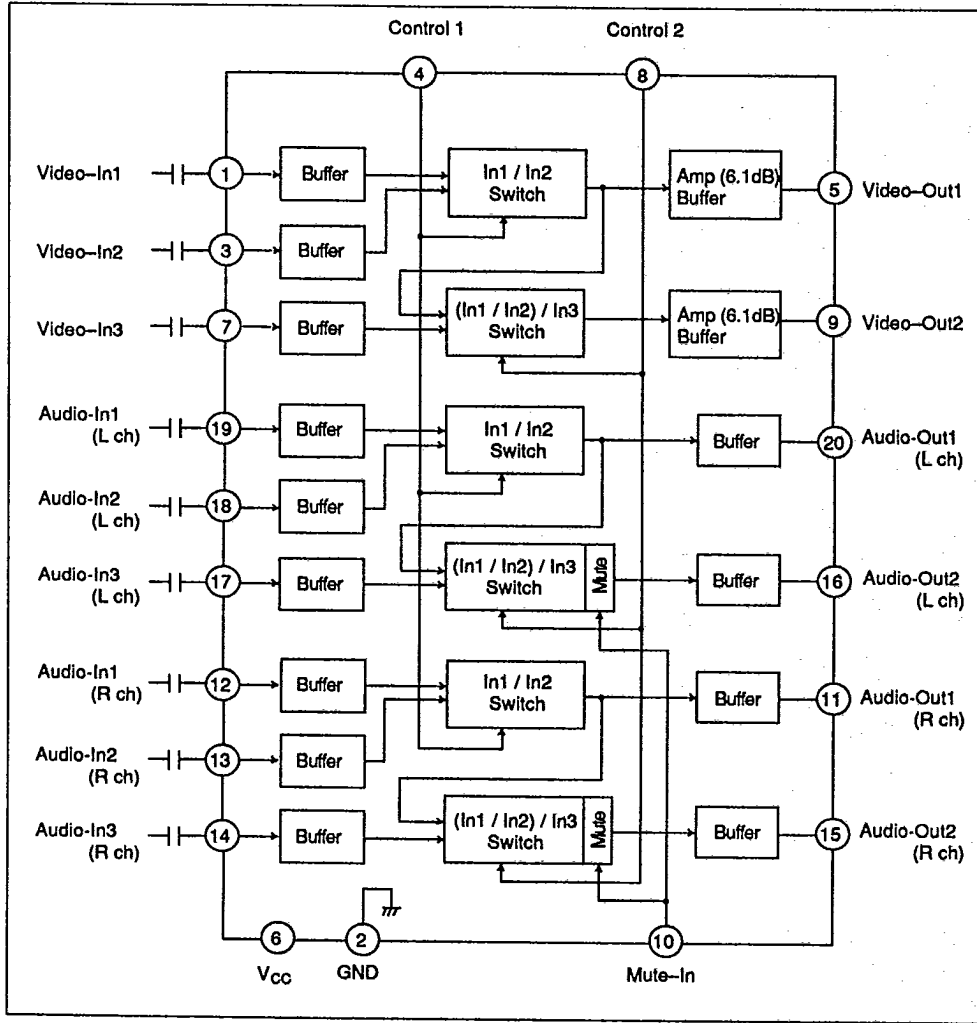 Control 1 Control 2
4 8
Video–In1 1 Buffer In1 / In2 Switch Amp (6.1dB) Buffer 5 Video–Out1
Video–In2 3 Buffer
Video–In3 7 Buffer (In1 / In2) / In3 Switch Amp (6.1dB) Buffer 9 Video–Out2
Audio-In1 (L ch) 19 Buffer In1 / In2 Switch Buffer 20 Audio-Out1 (L ch)
Audio-In2 (L ch) 18 Buffer
Audio-In3 (L ch) 17 Buffer (In1 / In2) / In3 Switch Mute Buffer 16 Audio-Out2 (L ch)
Audio-In1 (R ch) 12 Buffer In1 / In2 Switch Buffer 11 Audio-Out1 (R ch)
Audio-In2 (R ch) 13 Buffer
Audio-In3 (R ch) 14 Buffer (In1 / In2) / In3 Switch Mute Buffer 15 Audio-Out2 (R ch)
6 2 10
VCC GND Mute–In